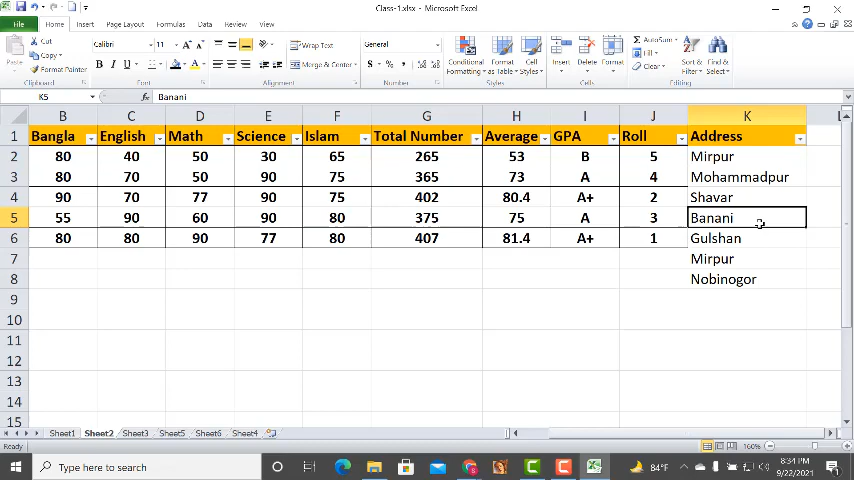 Class-1.xlsx - Microsoft Excel
File Home Insert Page Layout Formulas Data Review View
Paste Cut
Copy
Format Painter
Clipboard
Calibri 11
B I U
Font
Wrap Text
Merge & Center
Alignment
General
$ % ,
Number
Conditional Formatting
Format as Table
Cell Styles
Styles
Insert Delete Format
Cells
AutoSum
Fill
Clear
Sort & Filter
Find & Select
Editing
K5 fx Banani
B C D E F G H I J K L
1 Bangla English Math Science Islam Total Number Average GPA Roll Address
2 80 40 50 30 65 265 53 B 5 Mirpur
3 80 70 50 90 75 365 73 A 4 Mohammadpur
4 90 70 77 90 75 402 80.4 A+ 2 Shavar
5 55 90 60 90 80 375 75 A 3 Banani
6 80 80 90 77 80 407 81.4 A+ 1 Gulshan
7 Mirpur
8 Nobinogor
9
10
11
12
13
14
15
Sheet1 Sheet2 Sheet3 Sheet5 Sheet6 Sheet4
Ready 160%
Type here to search
84°F
8:34 PM
9/22/2021